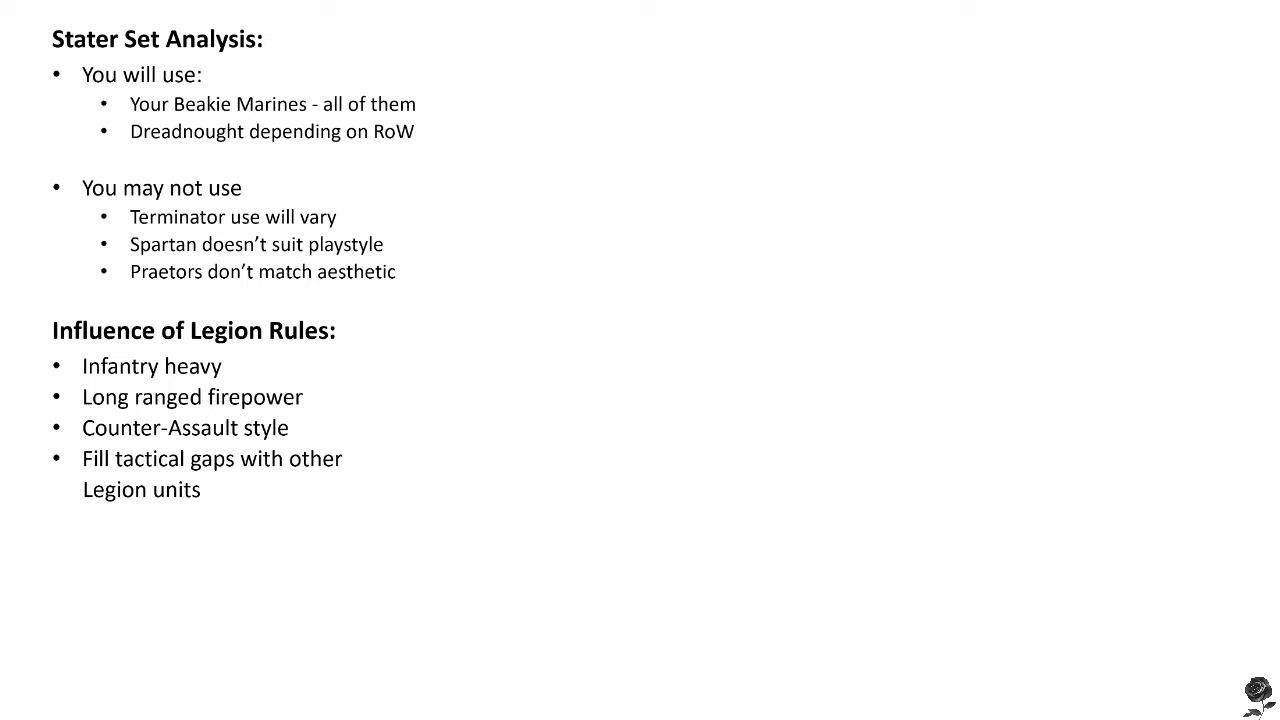 Stater Set Analysis:
• You will use:
• Your Beakie Marines - all of them
• Dreadnought depending on RoW
• You may not use
• Terminator use will vary
• Spartan doesn’t suit playstyle
• Praetors don’t match aesthetic
Influence of Legion Rules:
• Infantry heavy
• Long ranged firepower
• Counter-Assault style
• Fill tactical gaps with other
Legion units